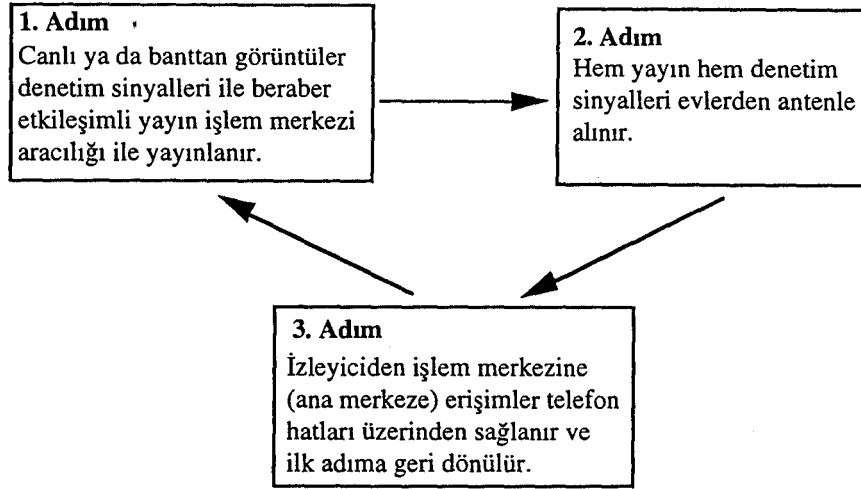 1. Adım
Canlı ya da banttan görüntüler
denetim sinyalleri ile beraber
etkileşimli yayın işlem merkezi
aracılığı ile yayınlanır.
2. Adım
Hem yayın hem denetim
sinyalleri evlerden antenle
alınır.
3. Adım
İzleyiciden işlem merkezine
(ana merkeze) erişimler telefon
hatları üzerinden sağlanır ve
ilk adıma geri dönülür.